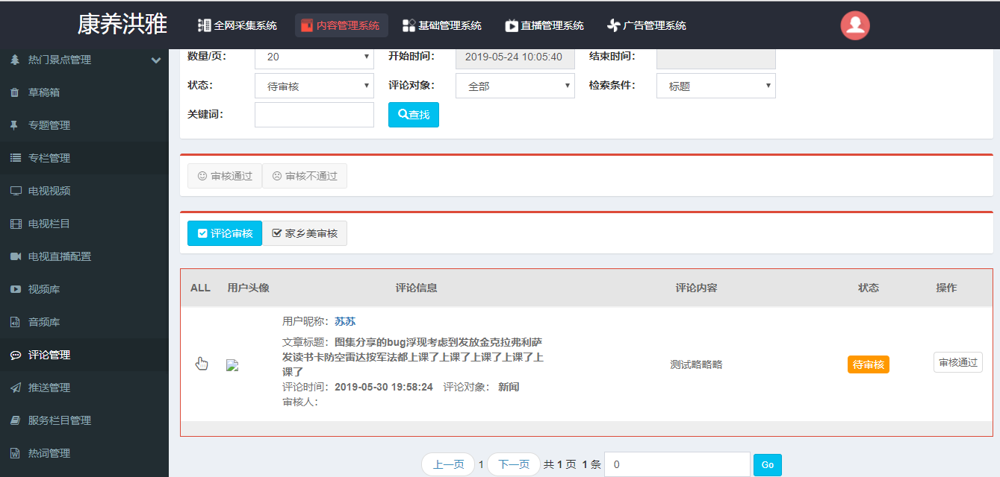 康养洪雅
全网采集系统 内容管理系统 基础管理系统 直播管理系统 广告管理系统
热门景点管理
草稿箱
专题管理
专栏管理
电视视频
电视栏目
电视直播配置
视频库
音频库
评论管理
推送管理
服务栏目管理
热词管理
数量/页: 20 开始时间: 2019-05-24 10:05:40 结束时间:
状态: 待审核 评论对象: 全部 检索条件: 标题
关键词: 查找
审核通过 审核不通过
评论审核 家乡美审核
ALL 用户头像 评论信息 评论内容 状态 操作
用户昵称: 苏苏
文章标题: 图集分享的bug浮现考虑到发放金克拉弗利萨
发读书卡防空雷达按军法都上课了上课了上课了上课了上
课了
评论时间: 2019-05-30 19:58:24 评论对象: 新闻
审核人:
测试略略略
待审核
审核通过
上一页 1 下一页 共 1 页 1 条 0 Go